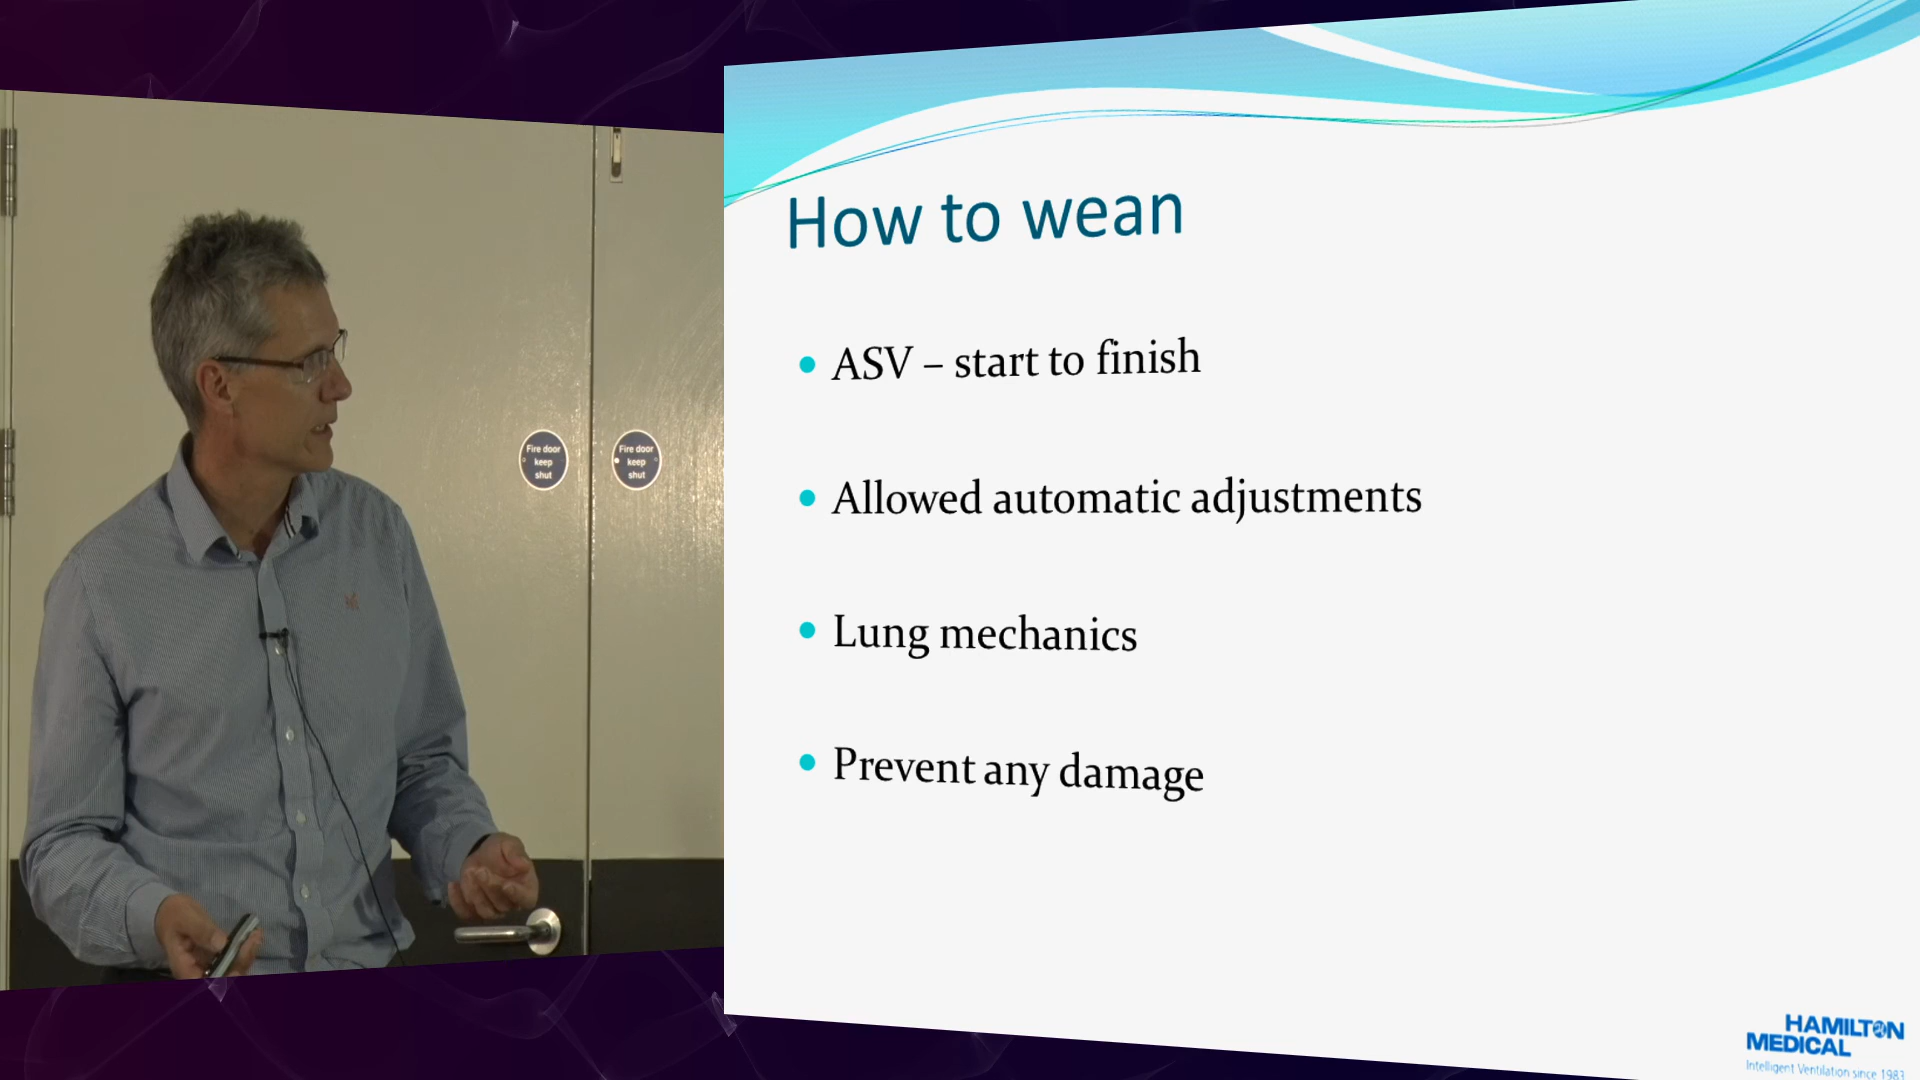 Fire door
keep
shut
Fire door
keep
shut
How to wean
• ASV – start to finish
• Allowed automatic adjustments
• Lung mechanics
• Prevent any damage
HAMILTON
MEDICAL
Intelligent Ventilation since 1983